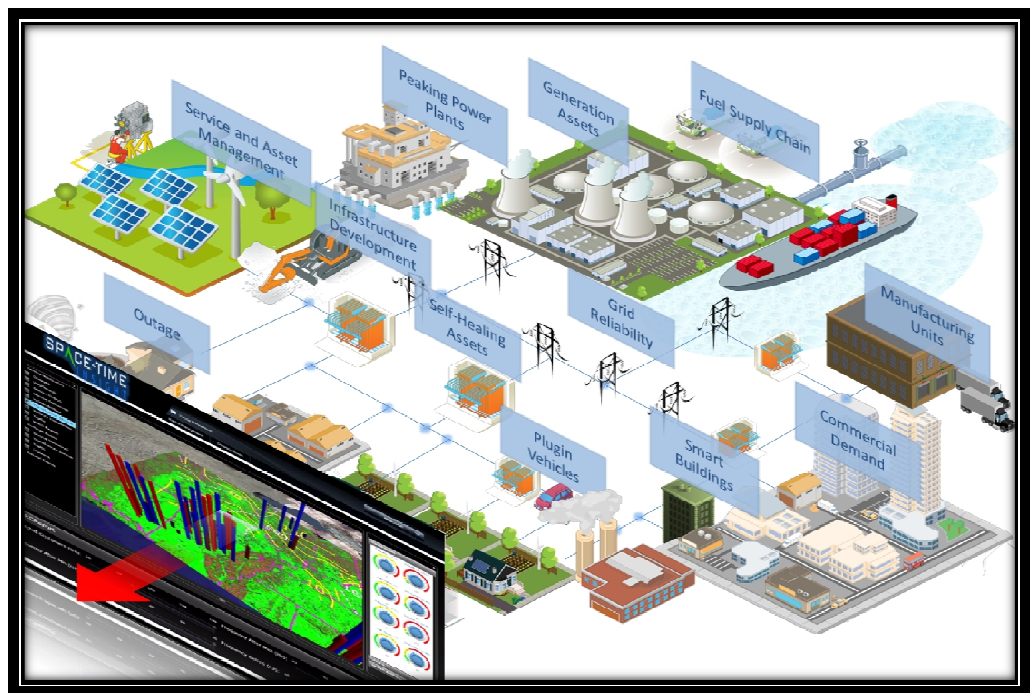 Peaking Power
Plants
Generation
Assets
Fuel Supply Chain
Service and Asset
Management
Infrastructure
Development
Outage
Self-Healing
Assets
Grid
Reliability
Manufacturing
Units
SPACE-TIME
INSIGHT
Plugin
Vehicles
Smart
Buildings
Commercial
Demand